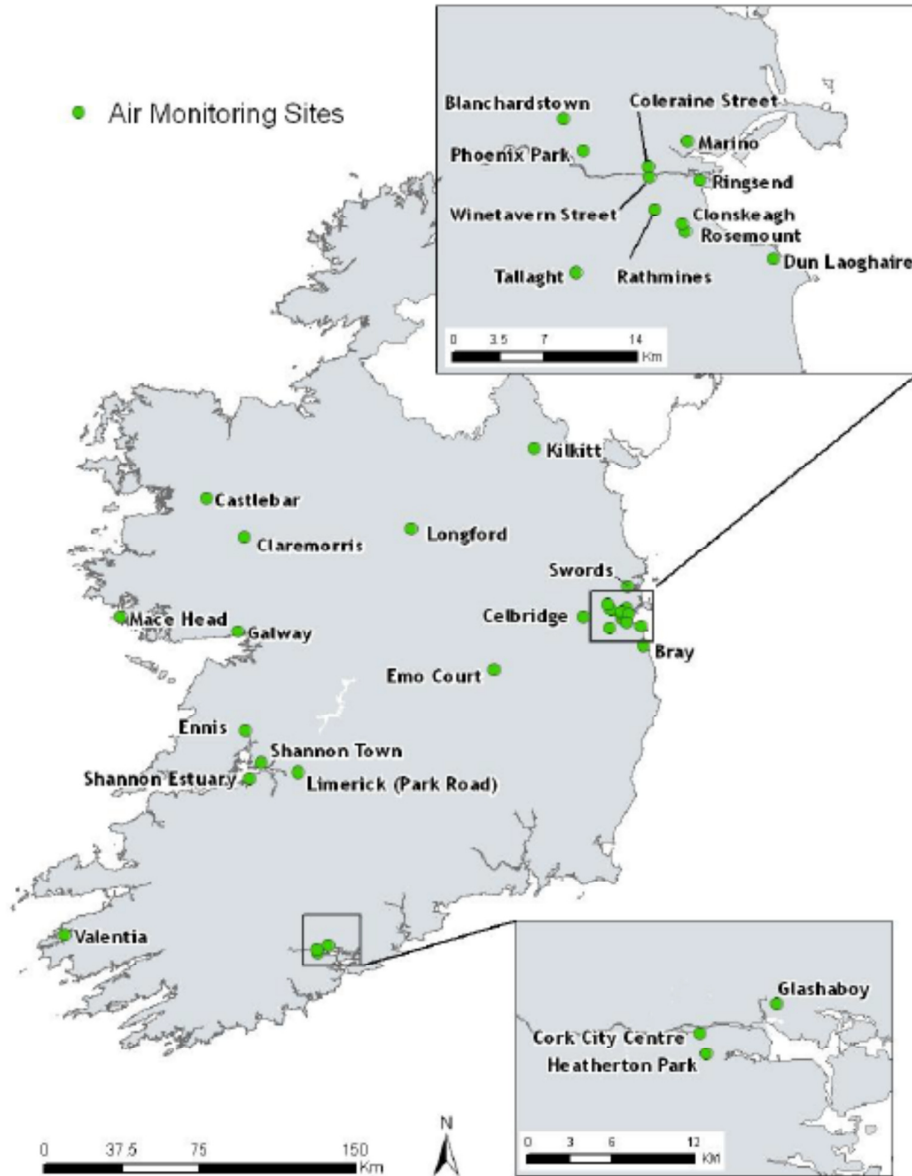 Air Monitoring Sites
Blanchardstown
Coleraine Street
Marino
Phoenix Park
Ringsend
Winetavern Street
Clonskeagh
Rosemount
Dun Laoghaire
Tallaght
Rathmines
0 3.5 7 14
Km
Kilkitt
Castlebar
Claremorris
Longford
Swords
Mace Head
Celbridge
Galway
Bray
Emo Court
Ennis
Shannon Town
Shannon Estuary
Limerick (Park Road)
Valentia
Glashaboy
Cork City Centre
Heatherton Park
N
0 3 6 12
KM
0 37.5 75 150
Km